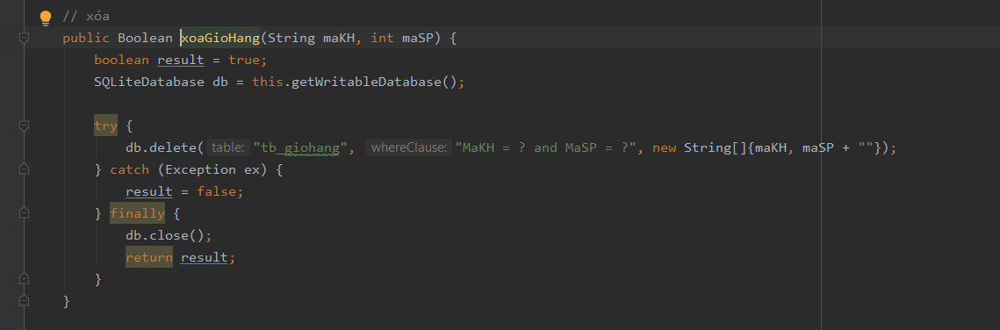 // xóa
public Boolean xoaGioHang(String maKH, int maSP) {
boolean result = true;
SQLiteDatabase db = this.getWritableDatabase();
try {
db.delete( table: "tb_giohang", whereClause: "MaKH = ? and MaSP = ?", new String[]{maKH, maSP + ""});
} catch (Exception ex) {
result = false;
} finally {
db.close();
return result;
}
}